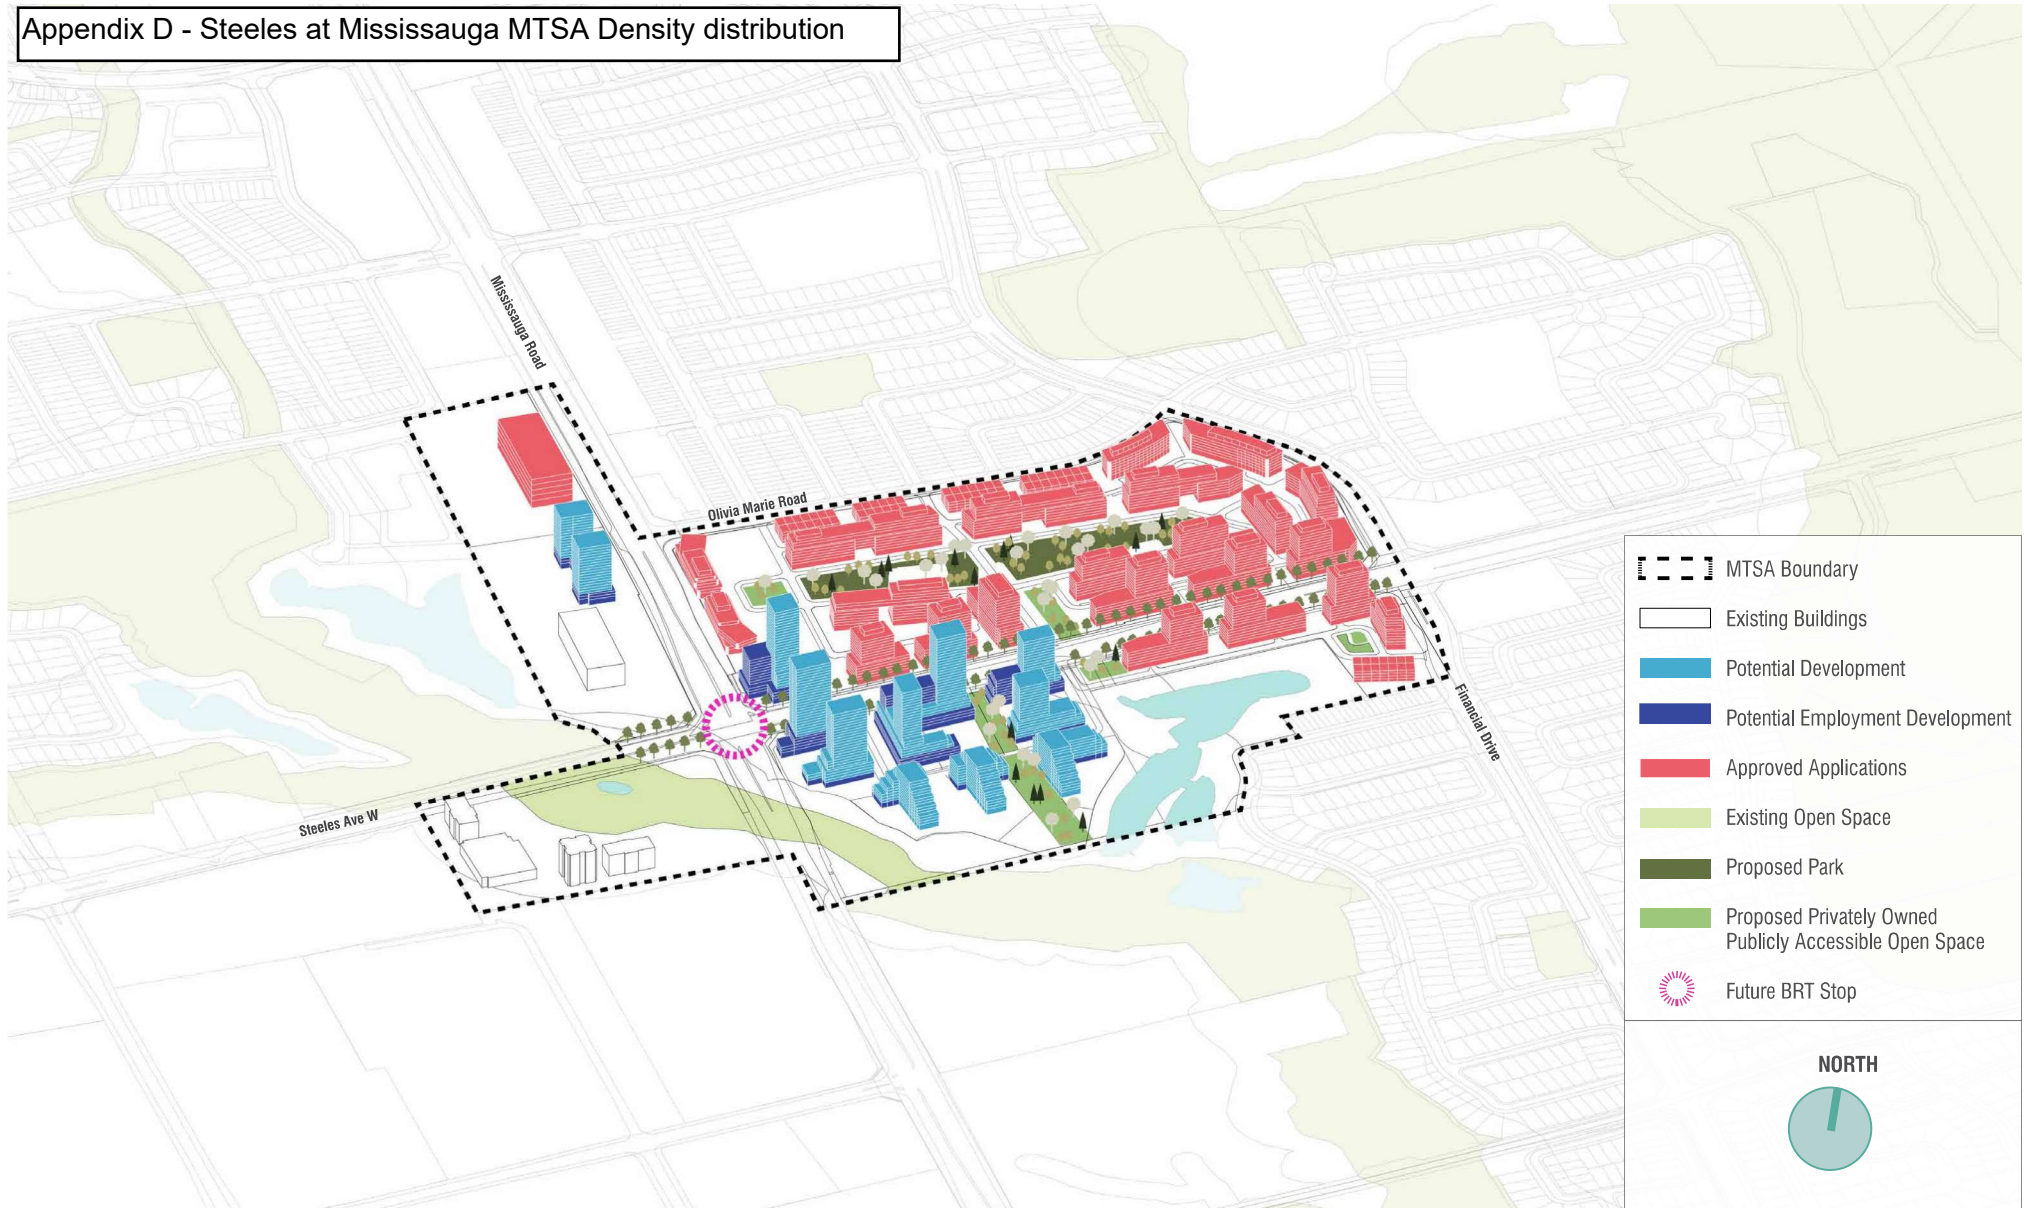 Appendix D - Steeles at Mississauga MTSA Density distribution
Mississauga Road
Olivia Marie Road
Steeles Ave W
Financial Drive
MTSA Boundary
Existing Buildings
Potential Development
Potential Employment Development
Approved Applications
Existing Open Space
Proposed Park
Proposed Privately Owned
Publicly Accessible Open Space
Future BRT Stop
NORTH